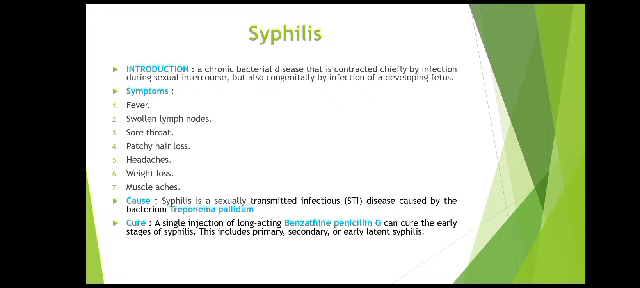 Syphilis
INTRODUCTION : a chronic bacterial disease that is contracted chiefly by infection
during sexual intercourse, but also congenitally by infection of a developing fetus.
Symptoms :
1. Fever.
2. Swollen lymph nodes.
3. Sore throat.
4. Patchy hair loss.
5. Headaches.
6. Weight loss.
7. Muscle aches.
Cause : Syphilis is a sexually transmitted infectious (STI) disease caused by the
bacterium Treponema pallidum
Cure : A single injection of long-acting Benzathine penicillin G can cure the early
stages of syphilis. This includes primary, secondary, or early latent syphilis.